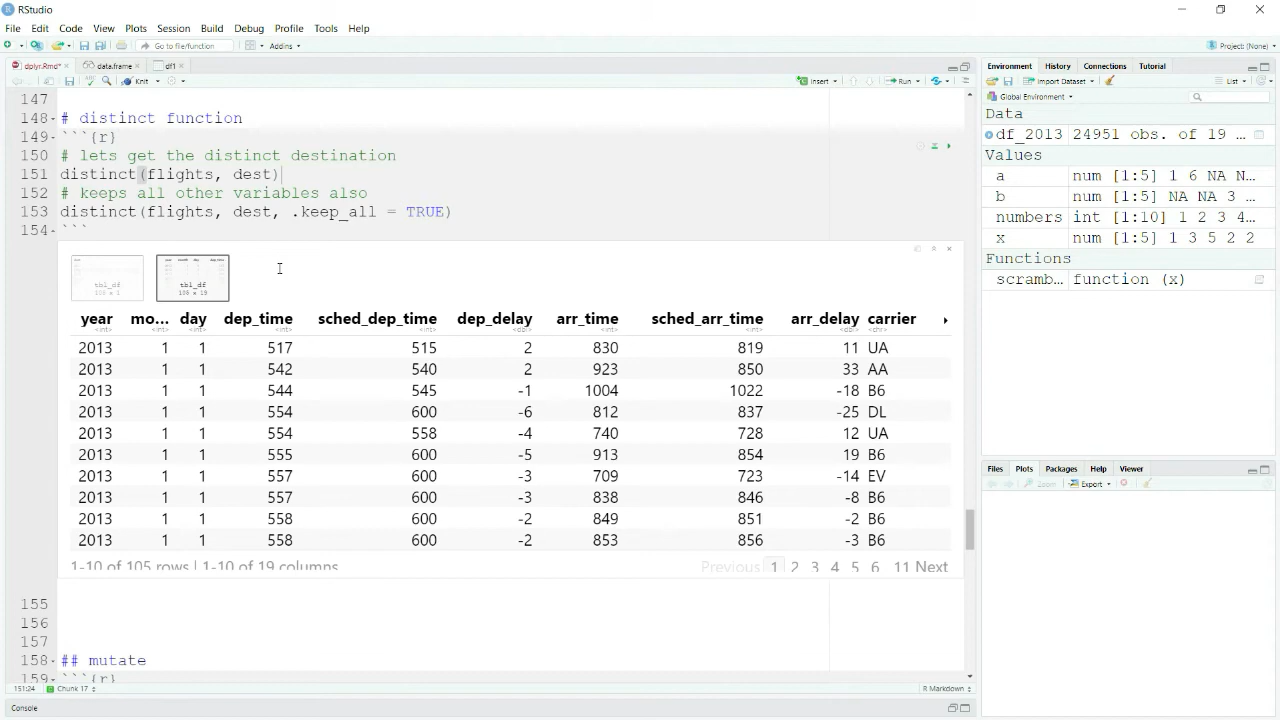 RStudio
File Edit Code View Plots Session Build Debug Profile Tools Help
Go to file/function Addins Project: (None)
dplyr.Rmd* data.frame df1
Knit Insert Run
147
148 # distinct function
149 ```{r}
150 # lets get the distinct destination
151 distinct(flights, dest)
152 # keeps all other variables also
153 distinct(flights, dest, .keep_all = TRUE)
154 ```
tbl_df tbl_df
year mo... day dep_time sched_dep_time dep_delay arr_time sched_arr_time arr_delay carrier
<int> <int> <int> <int> <int> <dbl> <int> <int> <dbl> <chr>
2013 1 1 517 515 2 830 819 11 UA
2013 1 1 542 540 2 923 850 33 AA
2013 1 1 544 545 -1 1004 1022 -18 B6
2013 1 1 554 600 -6 812 837 -25 DL
2013 1 1 554 558 -4 740 728 12 UA
2013 1 1 555 600 -5 913 854 19 B6
2013 1 1 557 600 -3 709 723 -14 EV
2013 1 1 557 600 -3 838 846 -8 B6
2013 1 1 558 600 -2 849 851 -2 B6
2013 1 1 558 600 -2 853 856 -3 B6
1-10 of 105 rows | 1-10 of 19 columns Previous 1 2 3 4 5 6 11 Next
155
156
157
158 ## mutate
159 ```{r}
151:24 Chunk 17 R Markdown
Console
Environment History Connections Tutorial
Import Dataset List
Global Environment
Data
df_2013 24951 obs. of 19 ...
Values
a num [1:5] 1 6 NA N...
b num [1:5] NA NA 3 ...
numbers int [1:10] 1 2 3 4...
x num [1:5] 1 3 5 2 2
Functions
scramb... function (x)
Files Plots Packages Help Viewer
Zoom Export